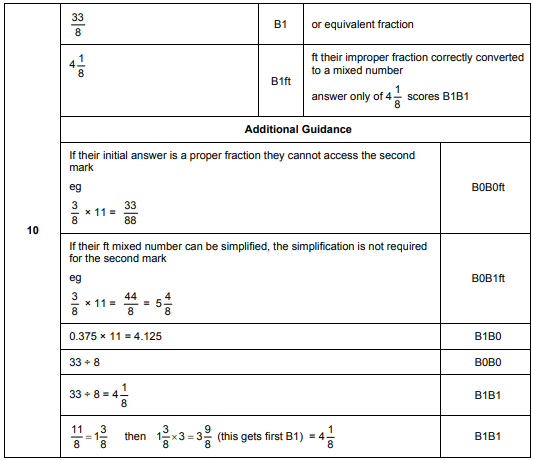 33/8 B1 or equivalent fraction
4 1/8 B1ft ft their improper fraction correctly converted
to a mixed number
answer only of 4 1/8 scores B1B1
Additional Guidance
10
If their initial answer is a proper fraction they cannot access the second
mark
eg
3/8 × 11 = 33/88
B0B0ft
If their ft mixed number can be simplified, the simplification is not required
for the second mark
eg
3/8 × 11 = 44/8 = 5 4/8
B0B1ft
0.375 × 11 = 4.125 B1B0
33 ÷ 8 B0B0
33 ÷ 8 = 4 1/8 B1B1
11/8 = 1 3/8 then 1 3/8 × 3 = 3 9/8 (this gets first B1) = 4 1/8 B1B1